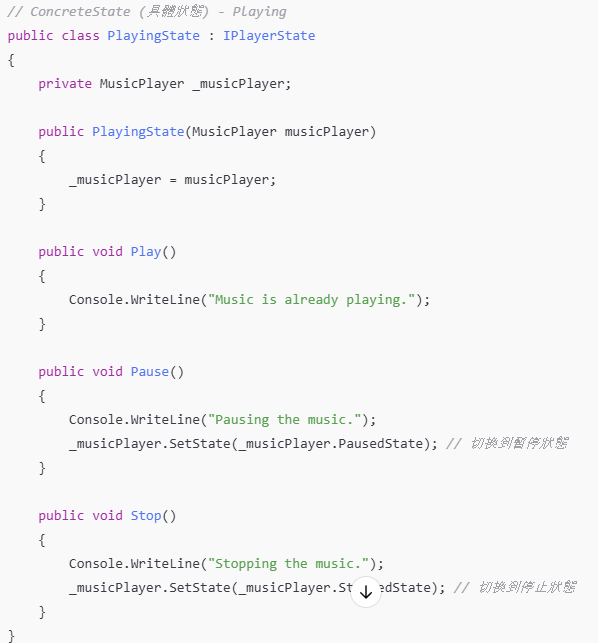 // ConcreteState (具體狀態) - Playing
public class PlayingState : IPlayerState
{
    private MusicPlayer _musicPlayer;
    public PlayingState(MusicPlayer musicPlayer)
    {
        _musicPlayer = musicPlayer;
    }
    public void Play()
    {
        Console.WriteLine("Music is already playing.");
    }
    public void Pause()
    {
        Console.WriteLine("Pausing the music.");
        _musicPlayer.SetState(_musicPlayer.PausedState); // 切換到暫停狀態
    }
    public void Stop()
    {
        Console.WriteLine("Stopping the music.");
        _musicPlayer.SetState(_musicPlayer. // 切換到停止狀態
    }
}